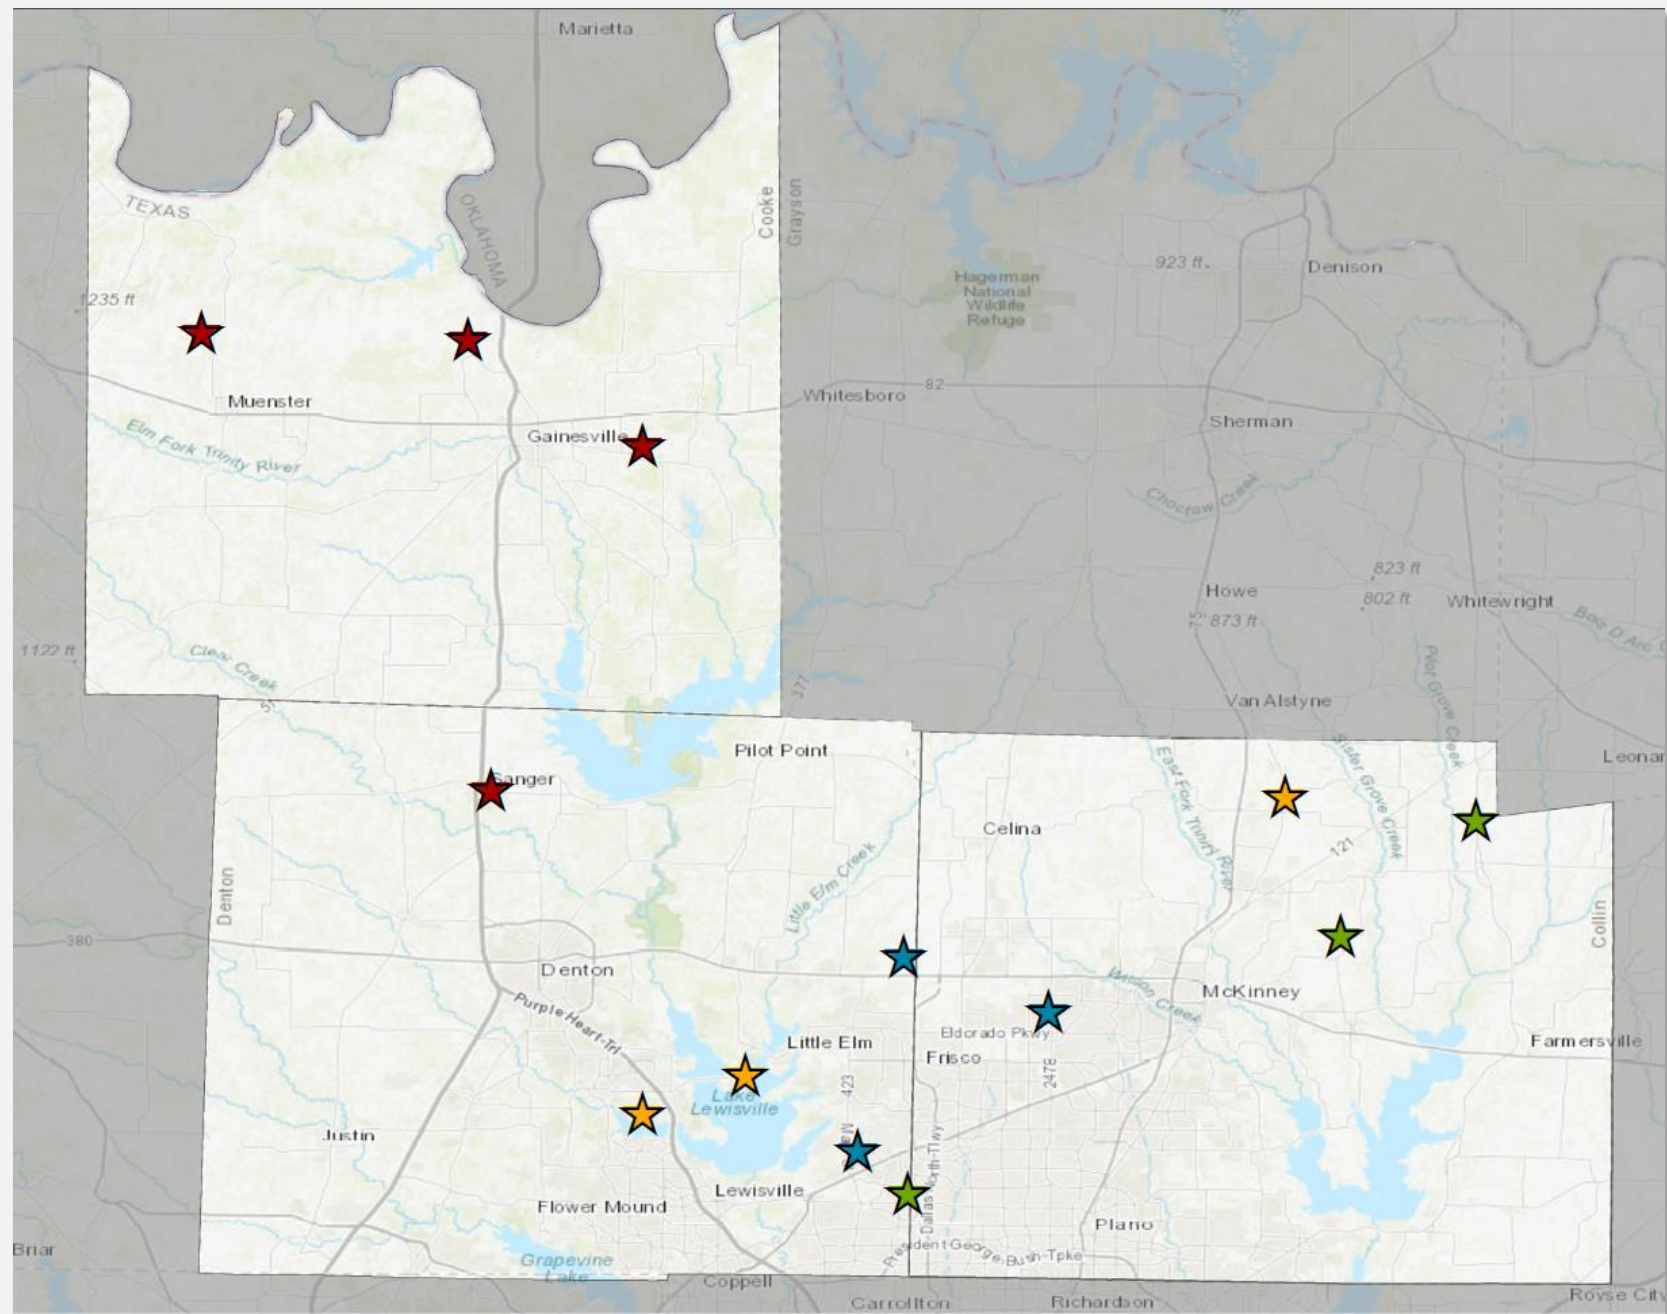 Marietta
TEXAS
OKLAHOMA
Cooke
Grayson
1235 ft
923 ft.
Denison
Hagerman
National
Wildlife
Refuge
Muenster
Whitesboro
82
Sherman
Gainesville
Elm Fork Trinity River
Choctaw Creek
823 ft
802 ft
Howe
873 ft
75
Whitewright
Bois D Arc
1122 ft
Clear Creek
377
Pilot Grove Creek
Van Alstyne
Pilot Point
Leonar
Sanger
East Fork Trinity River
Sister Grove Creek
Celina
121
Little Elm Creek
Denton
Collin
380
Denton
McKinney
Wilson Creek
Purple Heart-Trl
Little Elm
Eldorado Pkwy
Farmersville
Frisco
2478
423
Lake
Lewisville
Justin
Dallas North-Tlwy
Lewisville
Flower Mound
Plano
President George-Bush-Tpke
Briar
Grapevine
Lake
Coppell
Carrollton
Richardson
Royse City